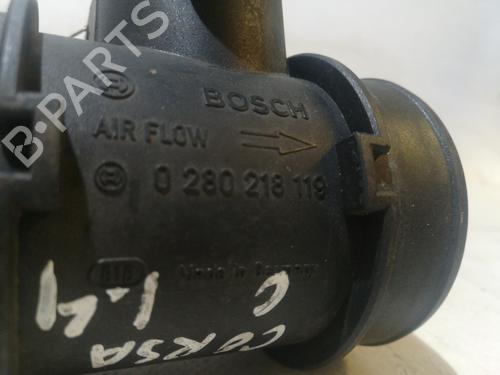 B-PARTS
BOSCH
AIR FLOW
0 280 218 119
Made in Germany
C
1.4
CORSA